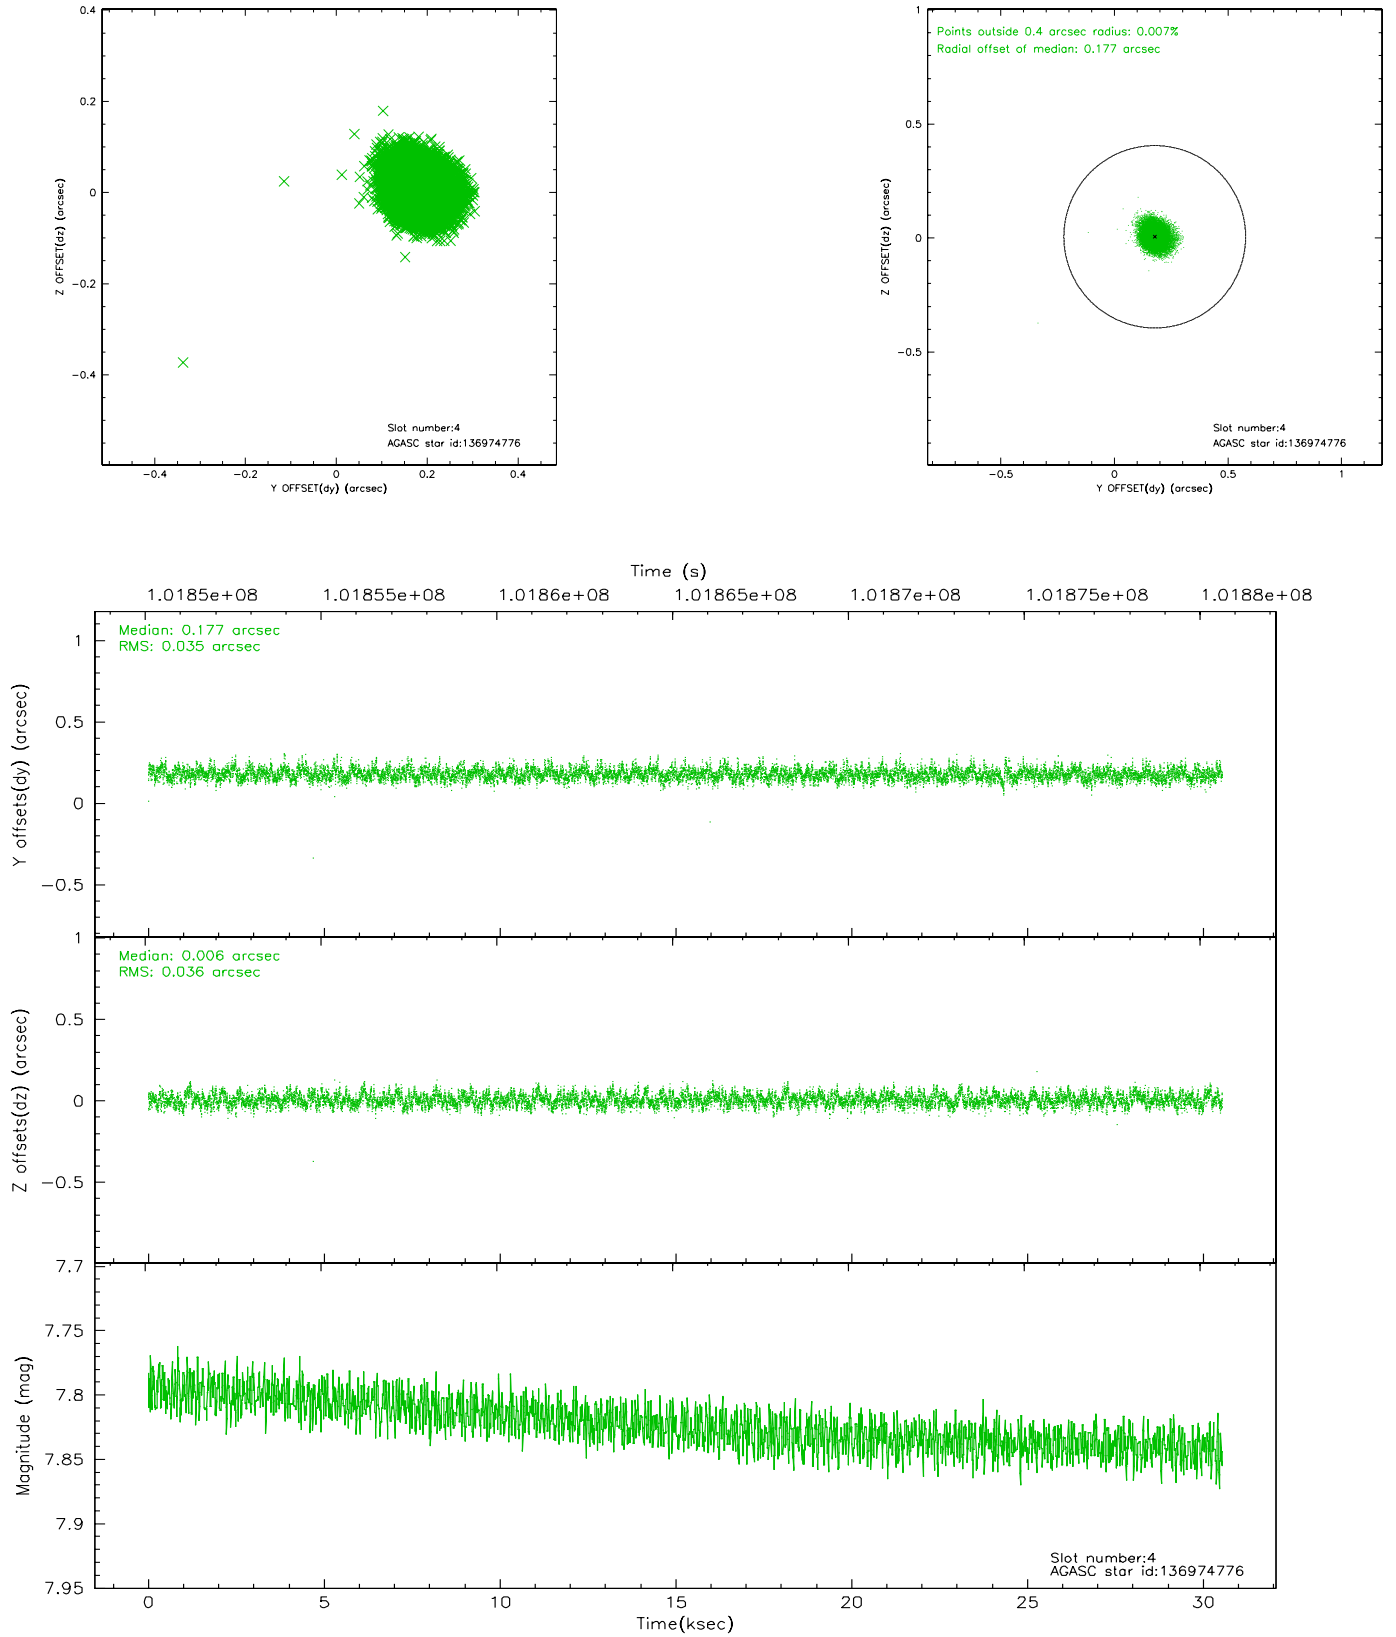 0.4
0.2
0
−0.2
−0.4
Z OFFSET(dz) (arcsec)
Slot number:4
AGASC star id:136974776
−0.4 −0.2 0 0.2 0.4
Y OFFSET(dy) (arcsec)
Points outside 0.4 arcsec radius: 0.007%
Radial offset of median: 0.177 arcsec
1
0.5
0
−0.5
Z OFFSET(dz) (arcsec)
Slot number:4
AGASC star id:136974776
−0.5 0 0.5 1
Y OFFSET(dy) (arcsec)
Time (s)
1.0185e+08 1.01855e+08 1.0186e+08 1.01865e+08 1.0187e+08 1.01875e+08 1.0188e+08
Median: 0.177 arcsec
RMS: 0.035 arcsec
1
0.5
0
−0.5
Y offsets(dy) (arcsec)
Median: 0.006 arcsec
RMS: 0.036 arcsec
1
0.5
0
−0.5
Z offsets(dz) (arcsec)
7.7
7.75
7.8
7.85
7.9
7.95
Magnitude (mag)
Slot number:4
AGASC star id:136974776
0 5 10 15 20 25 30
Time(ksec)